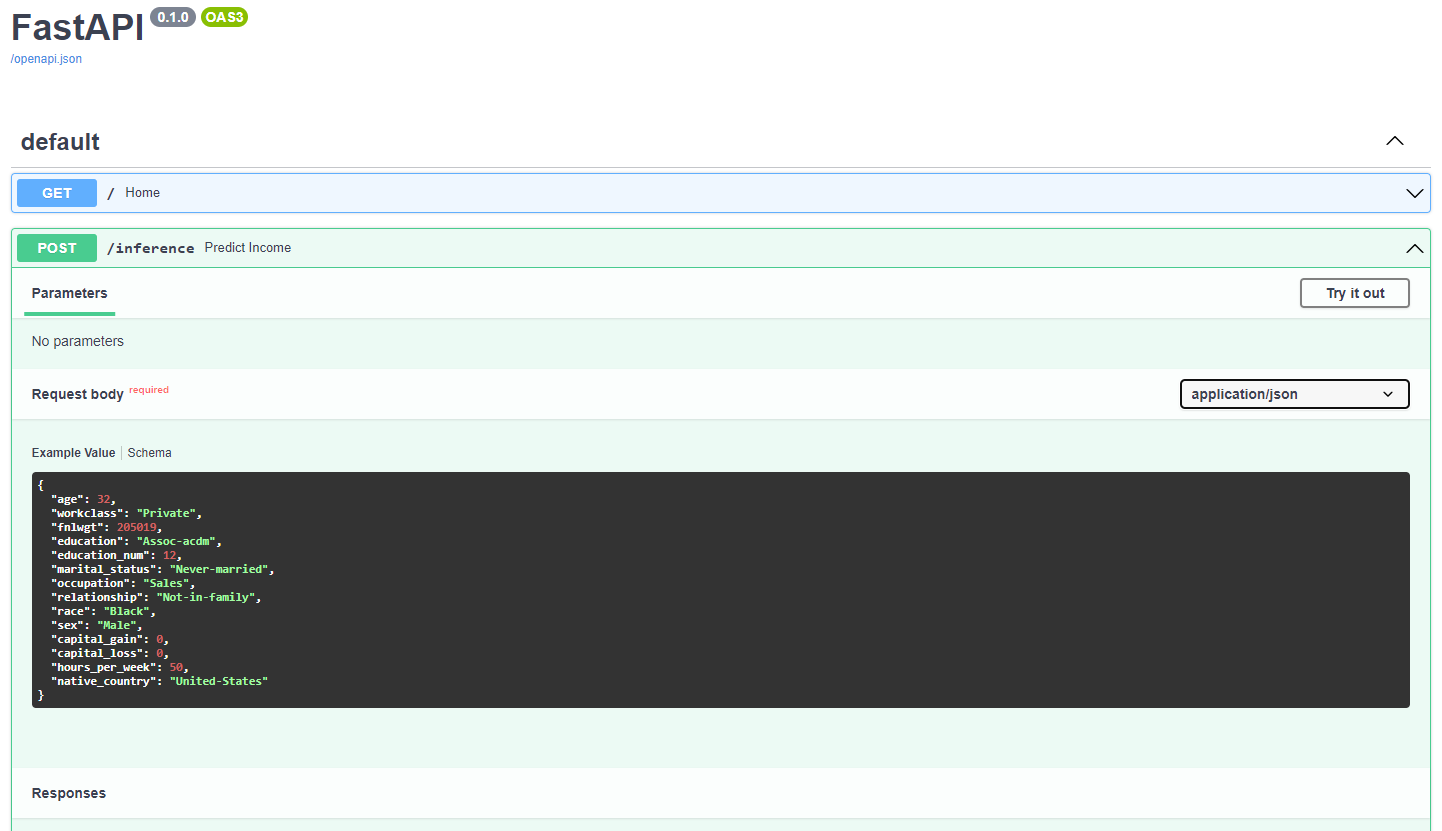 FastAPI 0.1.0 OAS3
/openapi.json
default
GET / Home
POST /inference Predict Income
Parameters Try it out
No parameters
Request body required application/json
Example Value Schema
{
  "age": 32,
  "workclass": "Private",
  "fnlwgt": 205019,
  "education": "Assoc-acdm",
  "education_num": 12,
  "marital_status": "Never-married",
  "occupation": "Sales",
  "relationship": "Not-in-family",
  "race": "Black",
  "sex": "Male",
  "capital_gain": 0,
  "capital_loss": 0,
  "hours_per_week": 50,
  "native_country": "United-States"
}
Responses